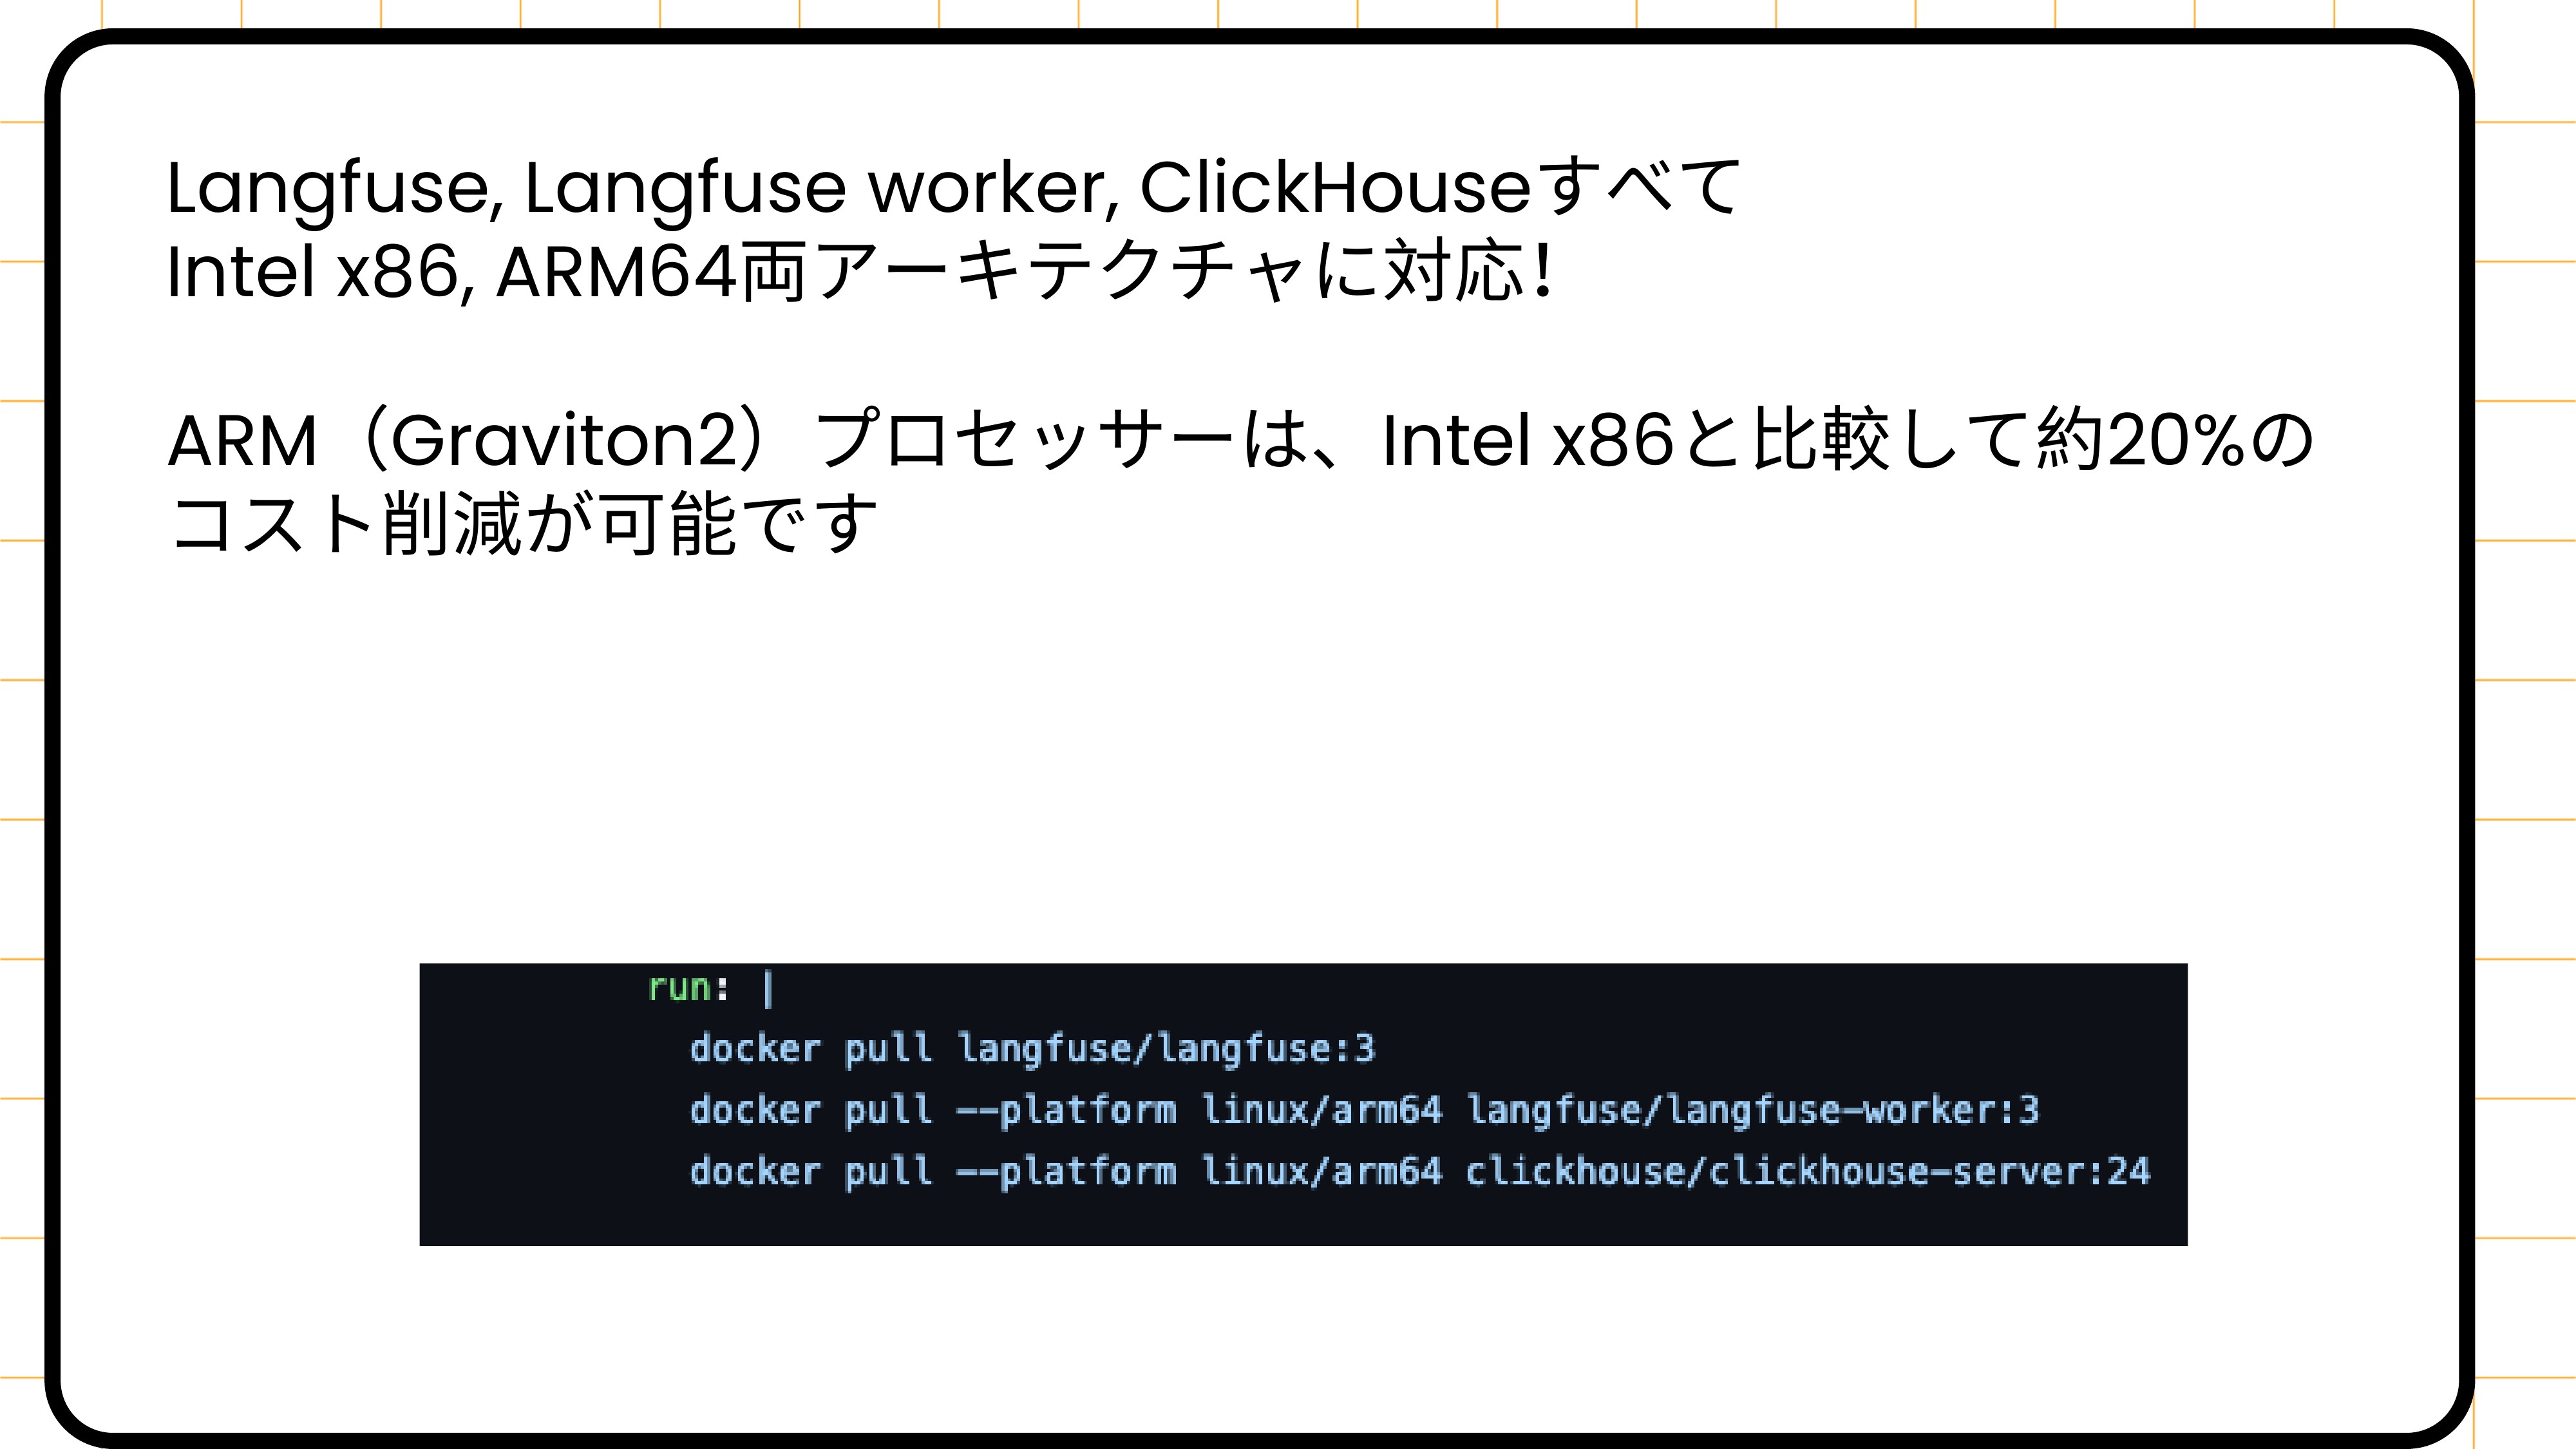 Langfuse, Langfuse worker, ClickHouseすべて
Intel x86, ARM64両アーキテクチャに対応！
ARM（Graviton2）プロセッサーは、Intel x86と比較して約20%の
コスト削減が可能です
run: |
docker pull langfuse/langfuse:3
docker pull --platform linux/arm64 langfuse/langfuse-worker:3
docker pull --platform linux/arm64 clickhouse/clickhouse-server:24